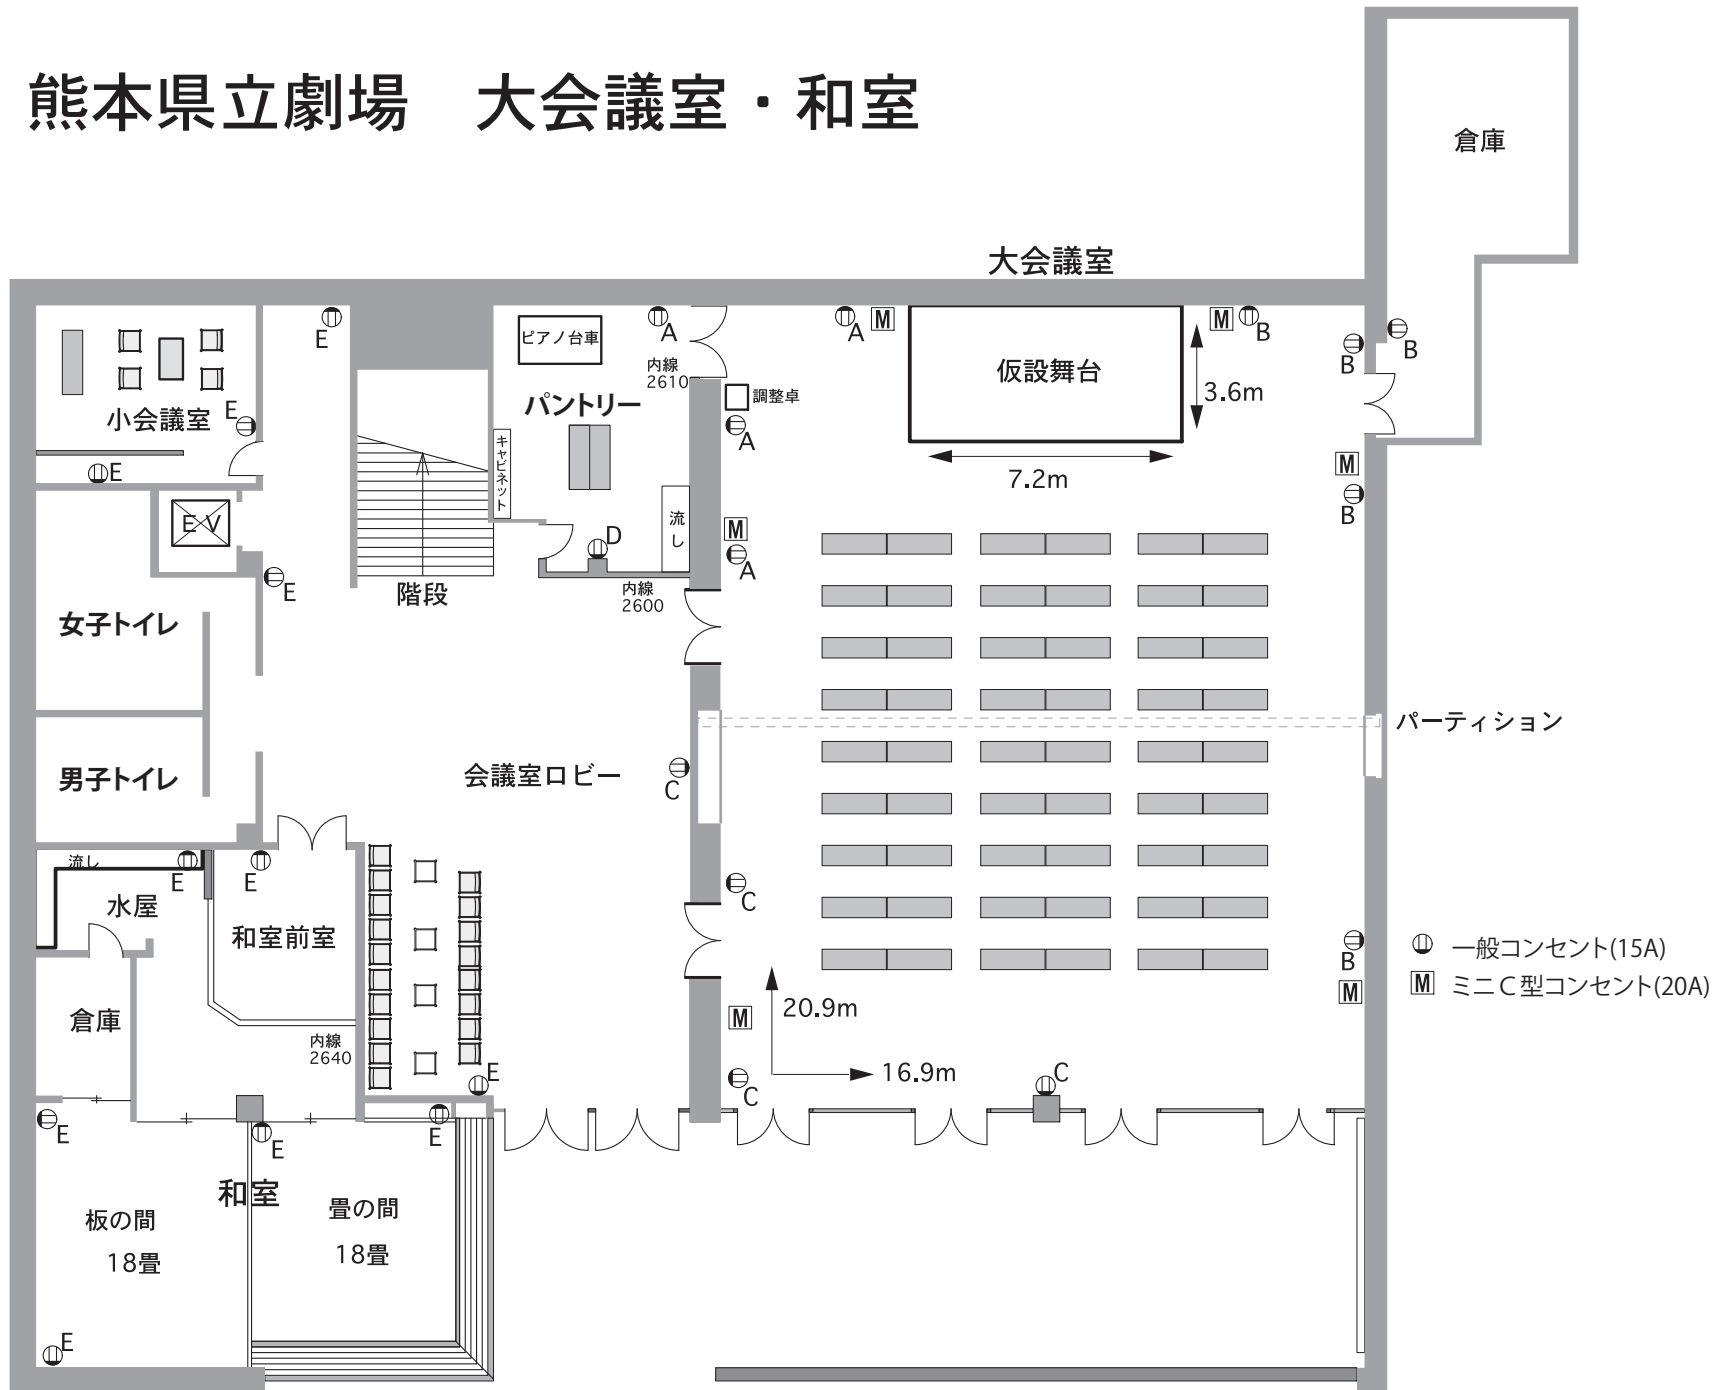 熊本県立劇場　大会議室・和室
倉庫
大会議室
E
A
A
M
M
B
B
B
ピアノ台車
内線
2610
仮設舞台
3.6m
調整卓
小会議室
E
パントリー
A
キャビネット
E
7.2m
M
B
EV
流し
M
D
A
E
階段
内線
2600
女子トイレ
パーティション
男子トイレ
会議室ロビー
C
流し
E
E
C
水屋
和室前室
B
一般コンセント(15A)
M
M ミニC型コンセント(20A)
倉庫
内線
2640
M
20.9m
16.9m
E
C
C
E
E
E
和室
板の間
18畳
畳の間
18畳
E